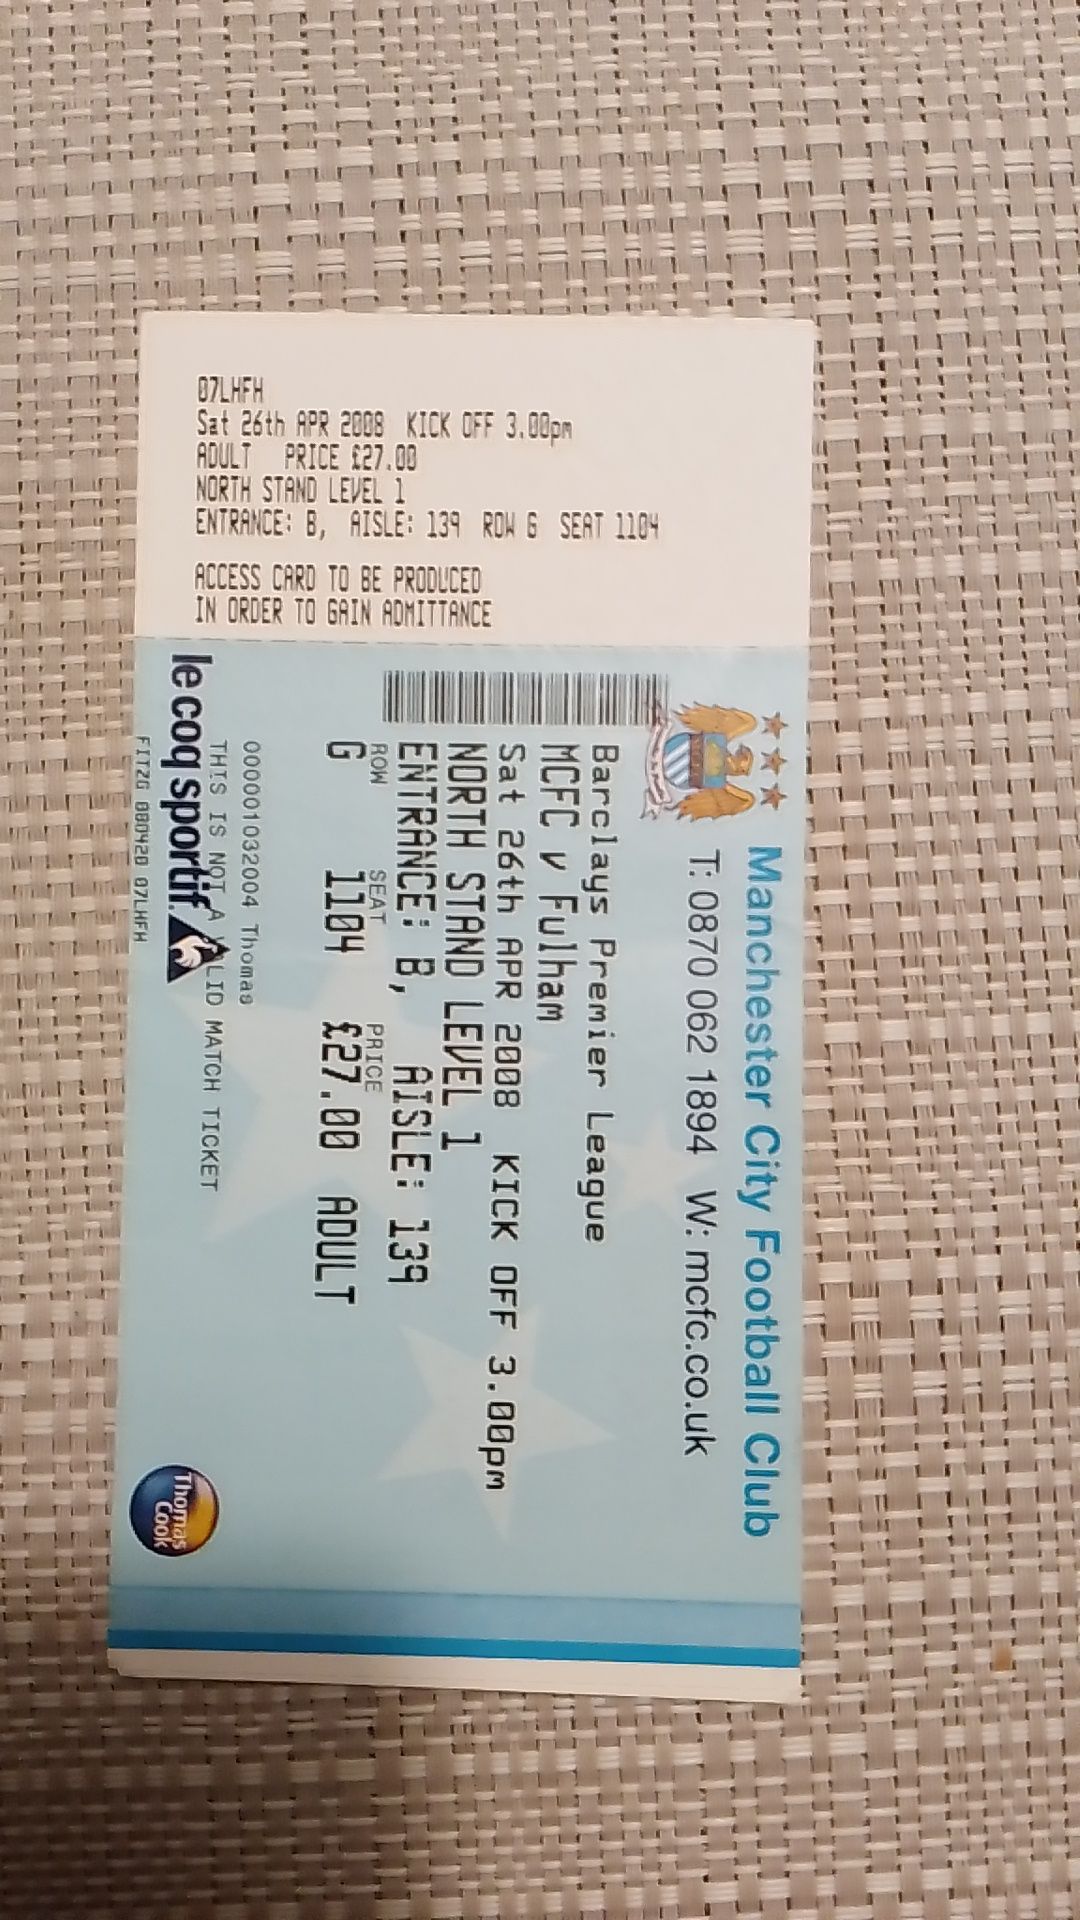 07LHFH
Sat 26th APR 2008 KICK OFF 3.00pm
ADULT PRICE £27.00
NORTH STAND LEVEL 1
ENTRANCE: B, AISLE: 139 ROW G SEAT 1104
ACCESS CARD TO BE PRODUCED
IN ORDER TO GAIN ADMITTANCE
Manchester City Football Club
T: 0870 062 1894 W: mcfc.co.uk
Barclays Premier League
MCFC v Fulham
Sat 26th APR 2008 KICK OFF 3.00pm
NORTH STAND LEVEL 1
ENTRANCE: B, AISLE: 139
ROW SEAT PRICE
G 1104 £27.00 ADULT
000001032004 Thomas
THIS IS NOT A VALID MATCH TICKET
le coq sportif
Thomas
Cook
FITZG 080420 07LHFH